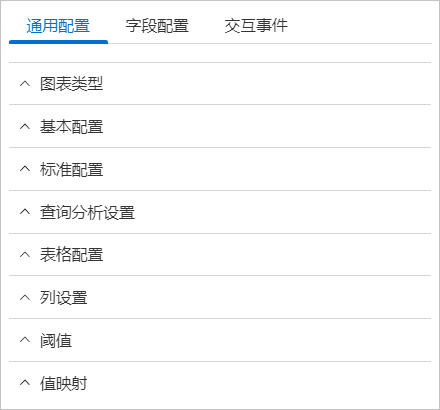 通用配置 字段配置 交互事件
图表类型
基本配置
标准配置
查询分析设置
表格配置
列设置
阈值
值映射